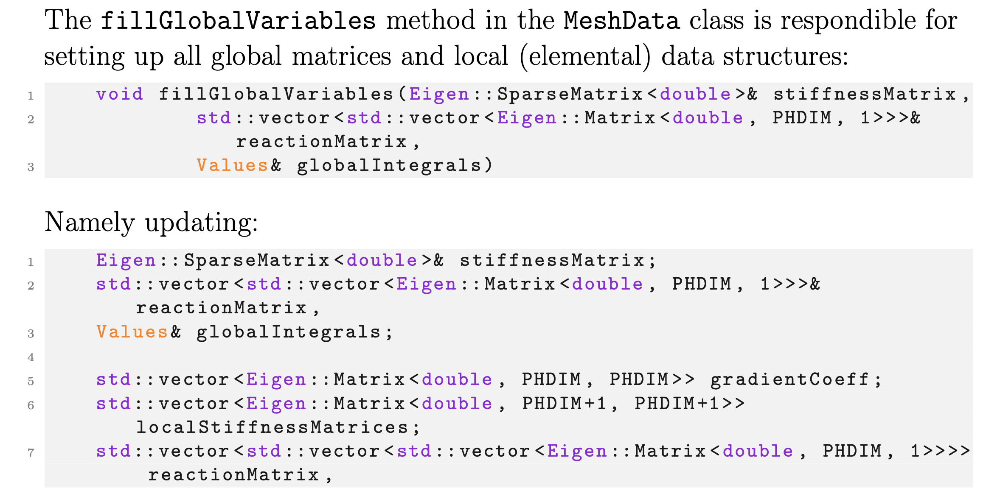 The fillGlobalVariables method in the MeshData class is respondible for
setting up all global matrices and local (elemental) data structures:
1 void fillGlobalVariables(Eigen::SparseMatrix<double>& stiffnessMatrix,
2 std::vector<std::vector<Eigen::Matrix<double, PHDIM, 1>>>&
reactionMatrix,
3 Values& globalIntegrals)
Namely updating:
1 Eigen::SparseMatrix<double>& stiffnessMatrix;
2 std::vector<std::vector<Eigen::Matrix<double, PHDIM, 1>>>&
reactionMatrix,
3 Values& globalIntegrals;
4
5 std::vector<Eigen::Matrix<double, PHDIM, PHDIM>> gradientCoeff;
6 std::vector<Eigen::Matrix<double, PHDIM+1, PHDIM+1>>
localStiffnessMatrices;
7 std::vector<std::vector<std::vector<Eigen::Matrix<double, PHDIM, 1>>>>
reactionMatrix,